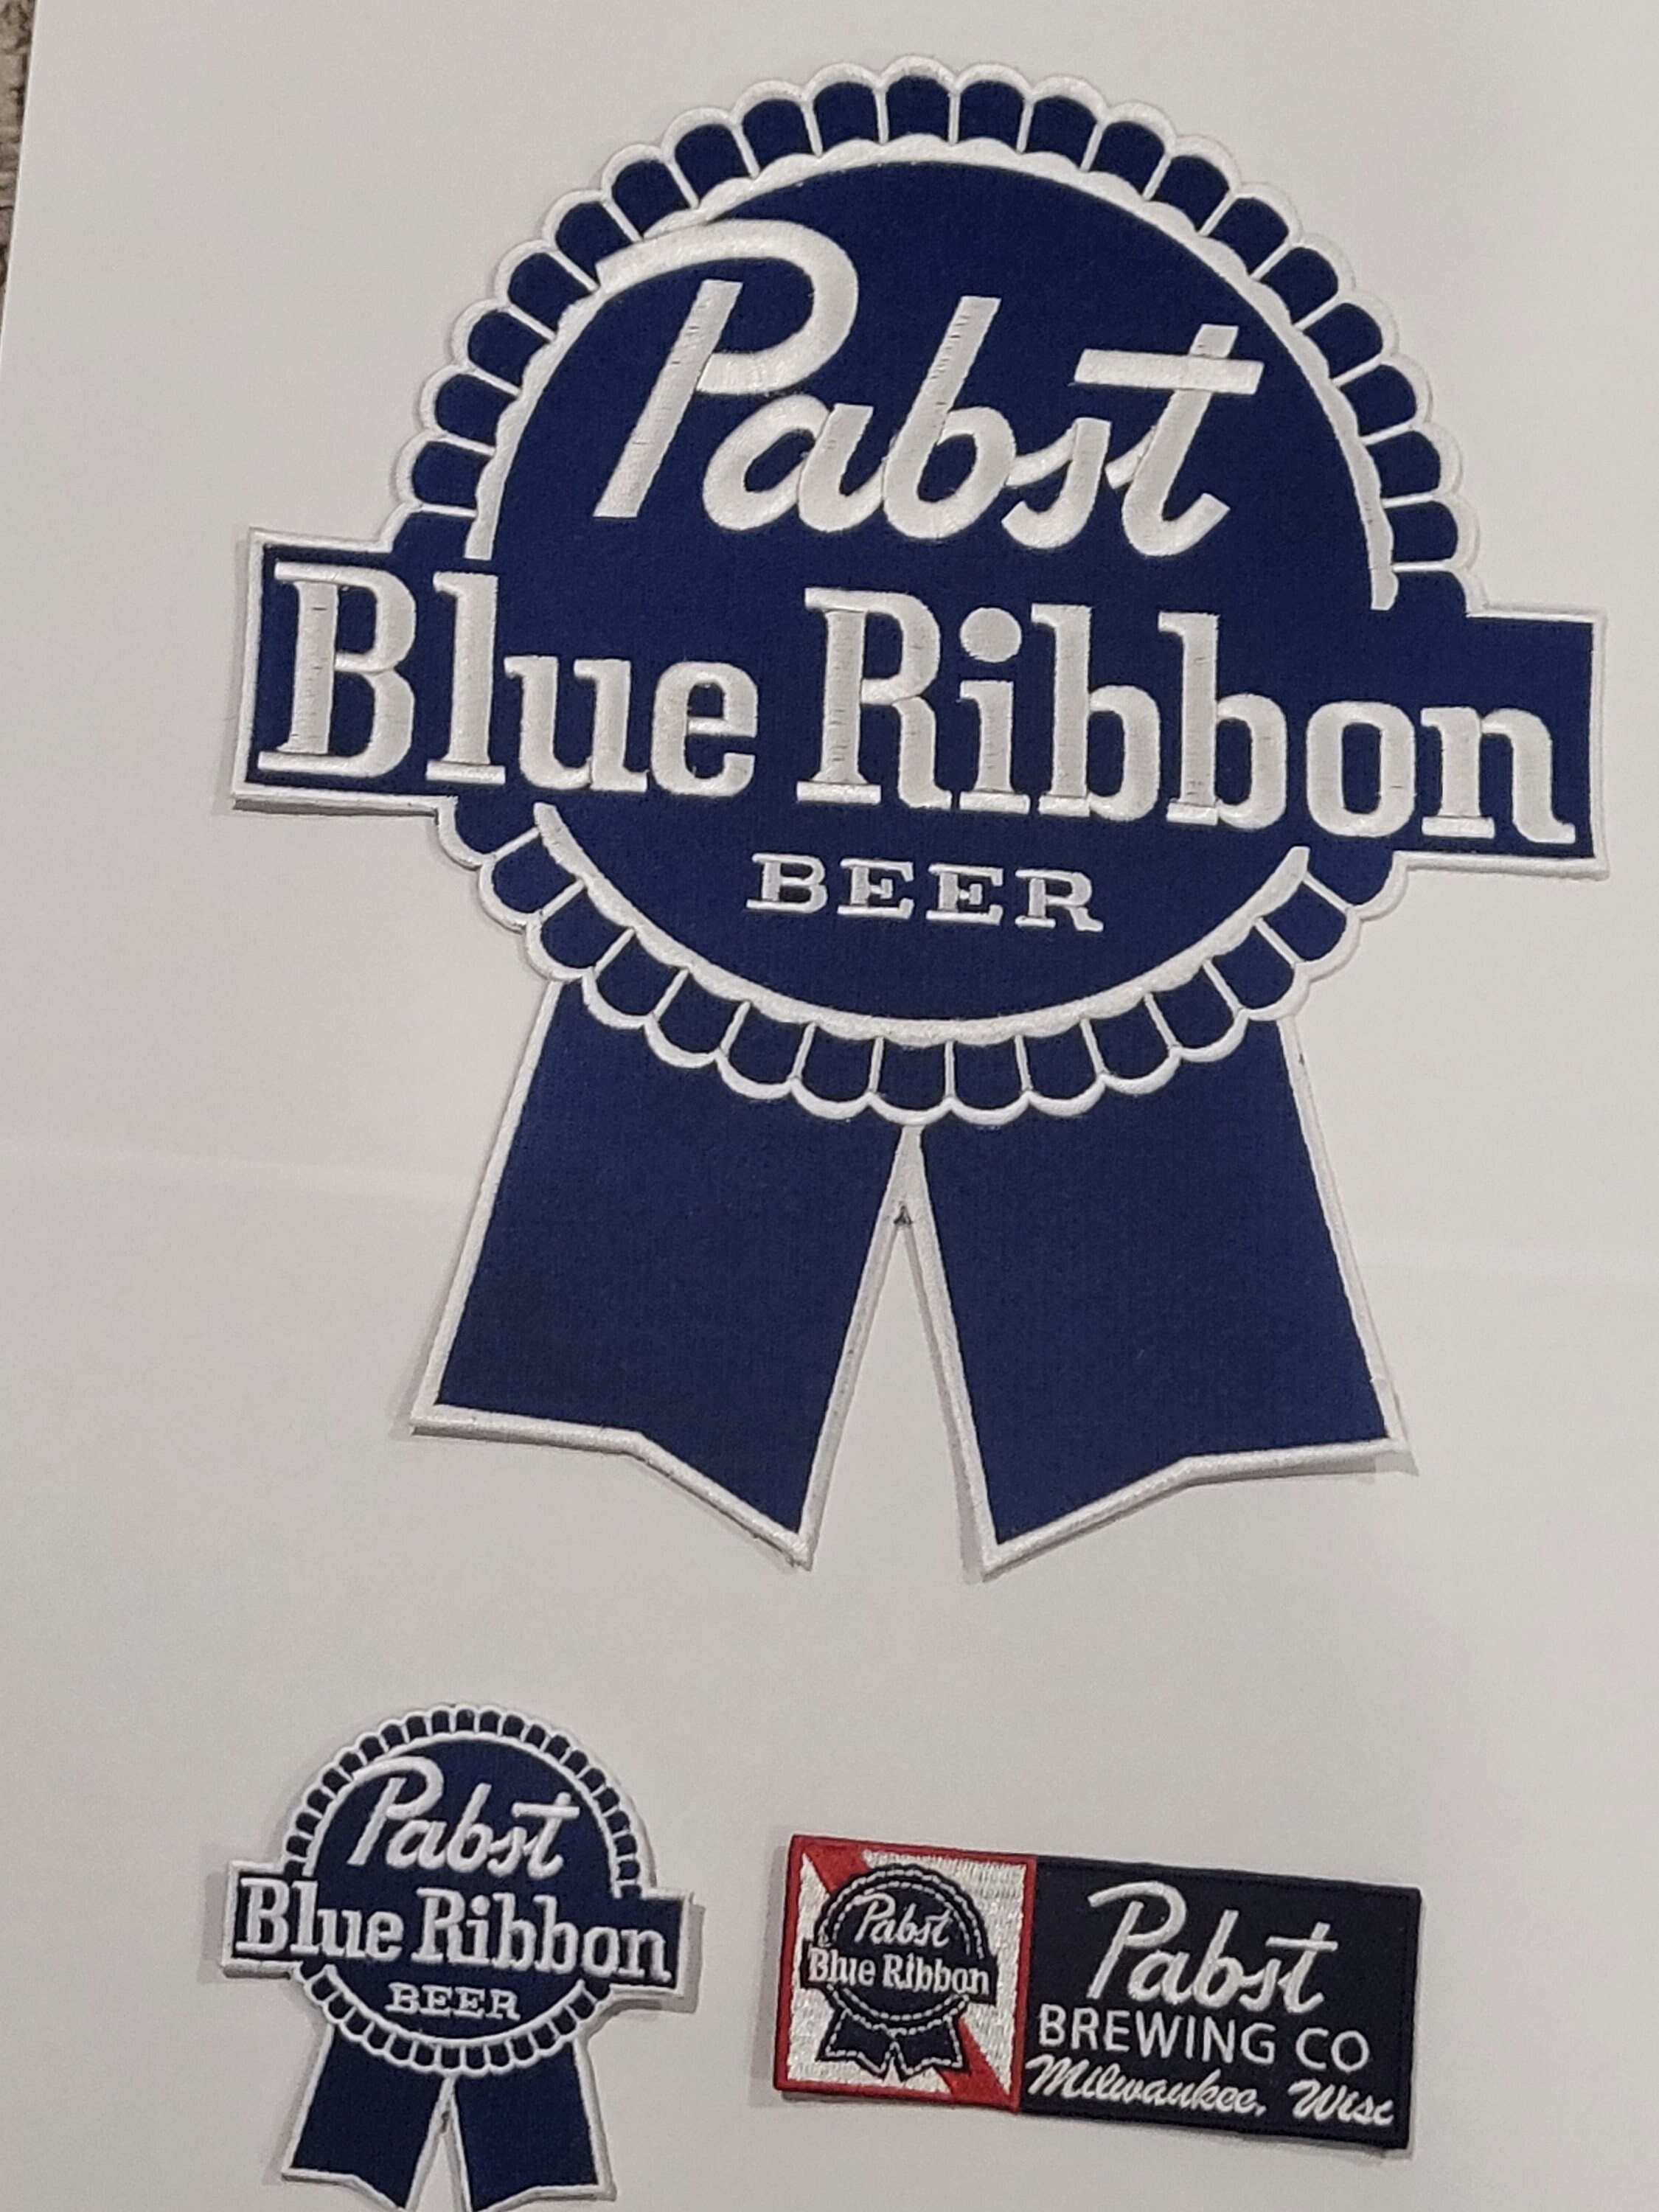 Pabst
Blue Ribbon
BEER
Pabst
Blue Ribbon
BEER
Pabst
Blue Ribbon
Pabst
BREWING CO
Milwaukee, Wisc